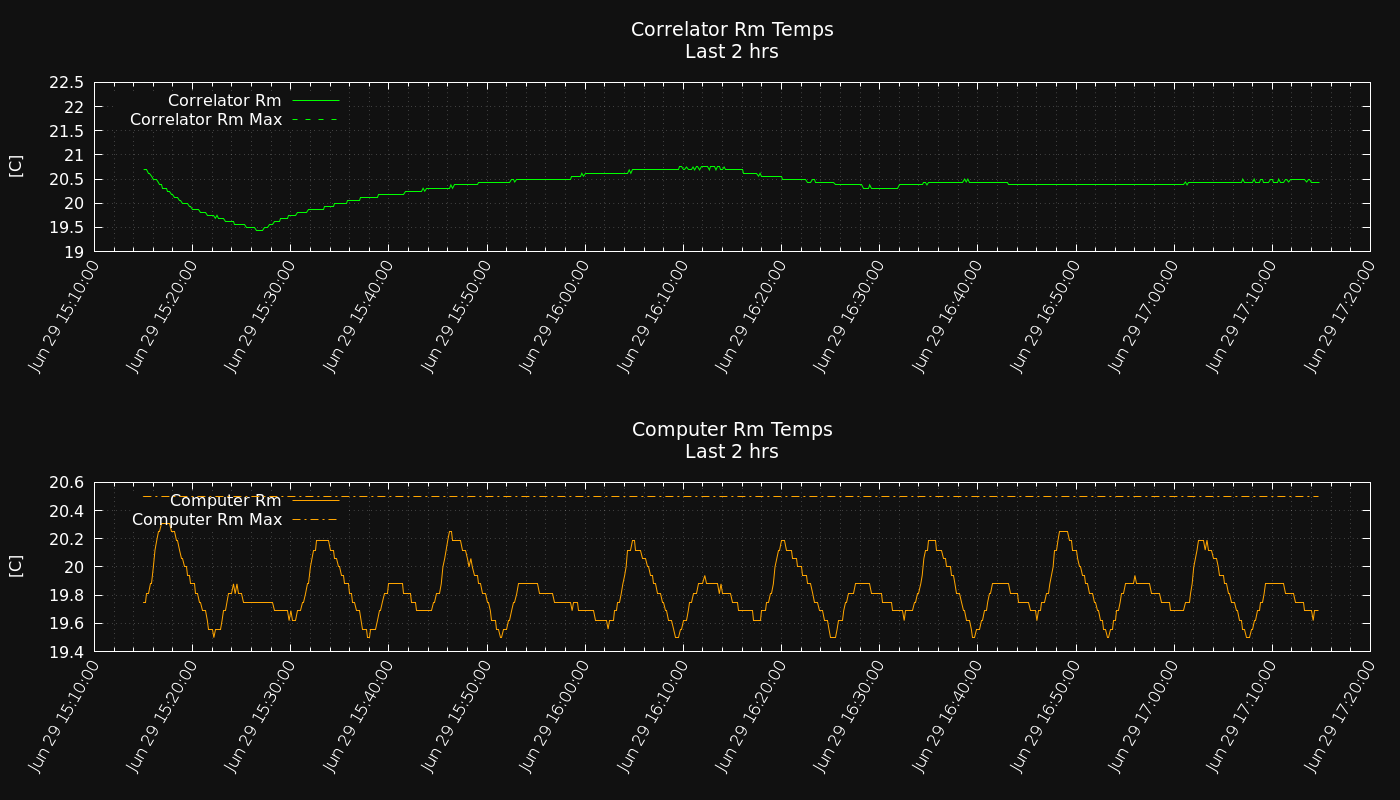 Correlator Rm Temps
Last 2 hrs
22.5
22
21.5
21
20.5
20
19.5
19
[C]
Correlator Rm
Correlator Rm Max
Jun 29 15:10:00
Jun 29 15:20:00
Jun 29 15:30:00
Jun 29 15:40:00
Jun 29 15:50:00
Jun 29 16:00:00
Jun 29 16:10:00
Jun 29 16:20:00
Jun 29 16:30:00
Jun 29 16:40:00
Jun 29 16:50:00
Jun 29 17:00:00
Jun 29 17:10:00
Jun 29 17:20:00
Computer Rm Temps
Last 2 hrs
20.6
20.4
20.2
20
19.8
19.6
19.4
[C]
Computer Rm
Computer Rm Max
Jun 29 15:10:00
Jun 29 15:20:00
Jun 29 15:30:00
Jun 29 15:40:00
Jun 29 15:50:00
Jun 29 16:00:00
Jun 29 16:10:00
Jun 29 16:20:00
Jun 29 16:30:00
Jun 29 16:40:00
Jun 29 16:50:00
Jun 29 17:00:00
Jun 29 17:10:00
Jun 29 17:20:00